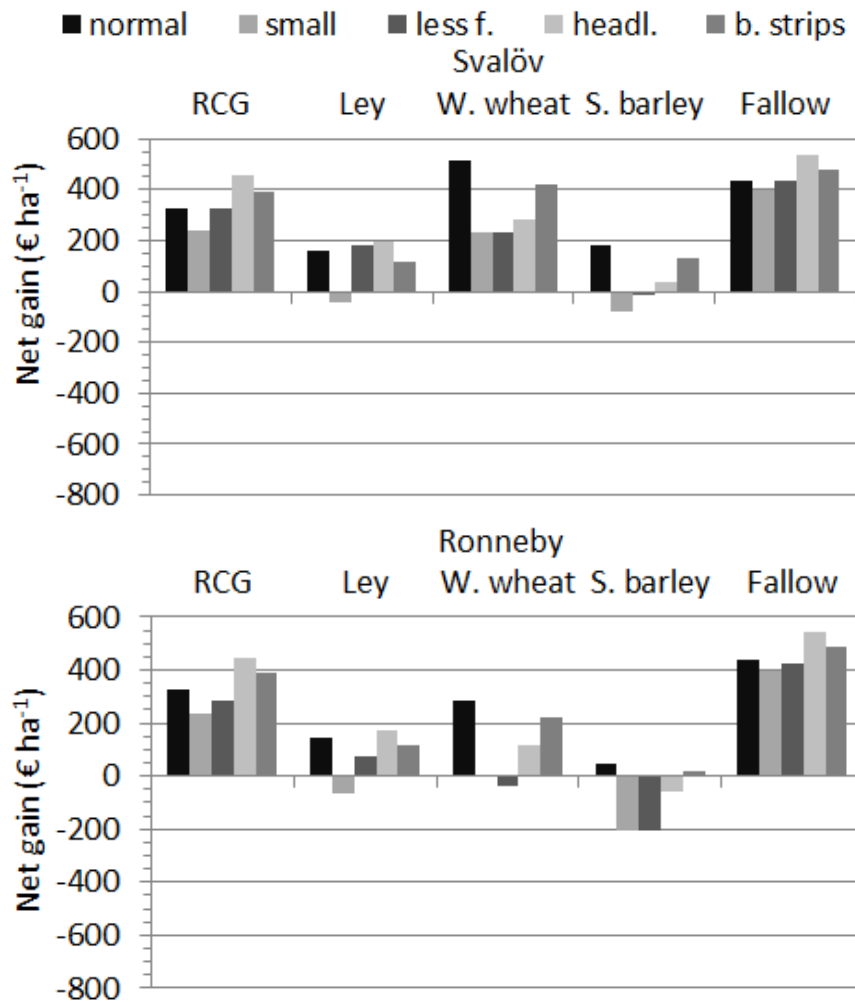 normal small less f. headl. b. strips
Svalöv
RCG Ley W. wheat S. barley Fallow
Net gain (€ ha⁻¹)
600
400
200
0
-200
-400
-600
-800
Ronneby
RCG Ley W. wheat S. barley Fallow
Net gain (€ ha⁻¹)
600
400
200
0
-200
-400
-600
-800